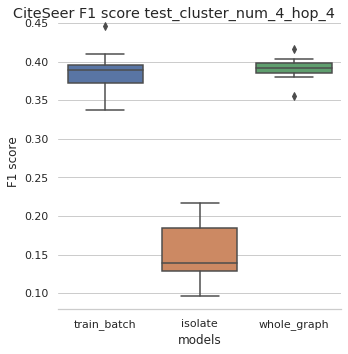 CiteSeer F1 score test_cluster_num_4_hop_4
0.45
0.40
0.35
0.30
0.25
0.20
0.15
0.10
F1 score
train_batch isolate whole_graph
models